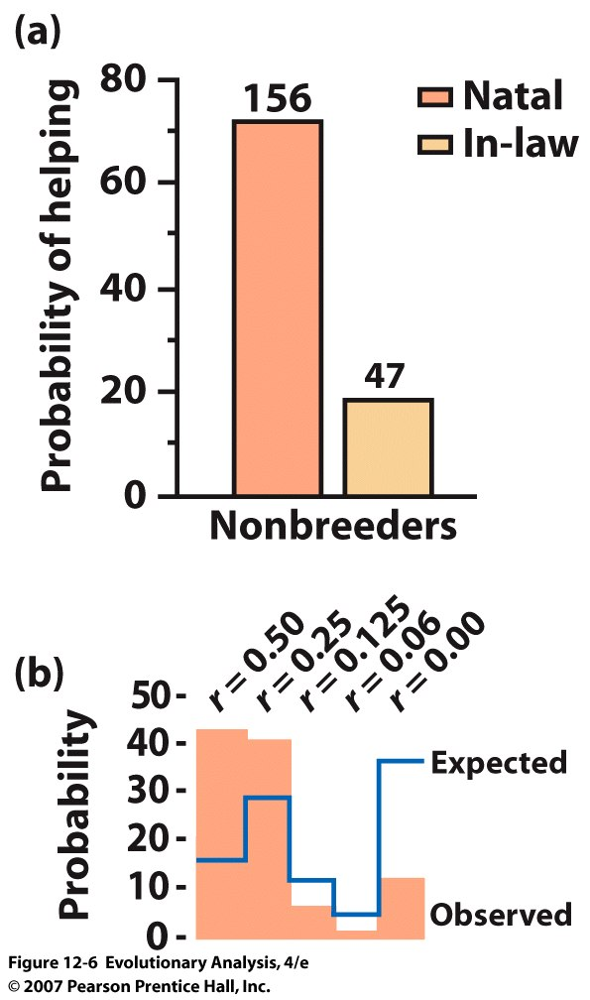 (a)
Probability of helping
80
60
40
20
0
156
47
Natal
In-law
Nonbreeders
(b)
Probability
50
40
30
20
10
0
r = 0.50
r = 0.25
r = 0.125
r = 0.06
r = 0.00
Expected
Observed
Figure 12-6 Evolutionary Analysis, 4/e
© 2007 Pearson Prentice Hall, Inc.